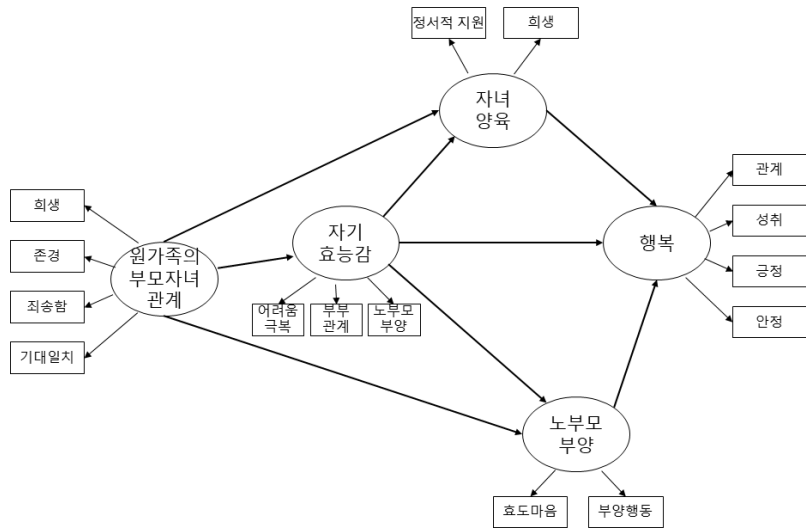 정서적 지원
희생
자녀
양육
관계
희생
성취
자기
효능감
행복
존경
원가족의
부모자녀
관계
긍정
죄송함
어려움
극복
부부
관계
노부모
부양
안정
기대일치
노부모
부양
효도마음
부양행동